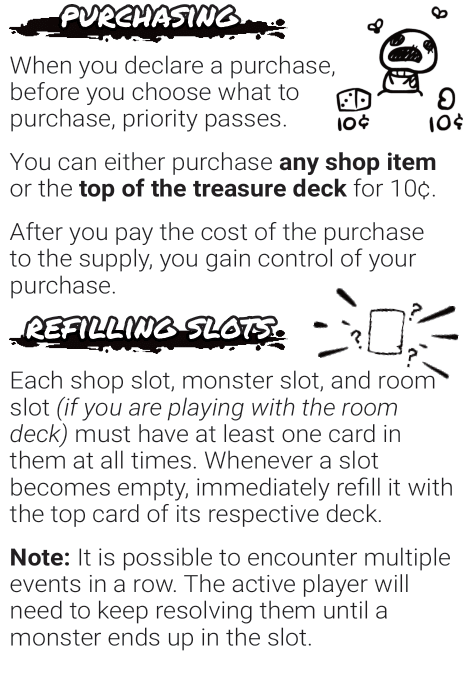 PURCHASING
When you declare a purchase,
before you choose what to
purchase, priority passes.
10¢
10¢
You can either purchase any shop item
or the top of the treasure deck for 10¢.
After you pay the cost of the purchase
to the supply, you gain control of your
purchase.
REFILLING SLOTS
? ? ?
Each shop slot, monster slot, and room
slot (if you are playing with the room
deck) must have at least one card in
them at all times. Whenever a slot
becomes empty, immediately refill it with
the top card of its respective deck.
Note: It is possible to encounter multiple
events in a row. The active player will
need to keep resolving them until a
monster ends up in the slot.